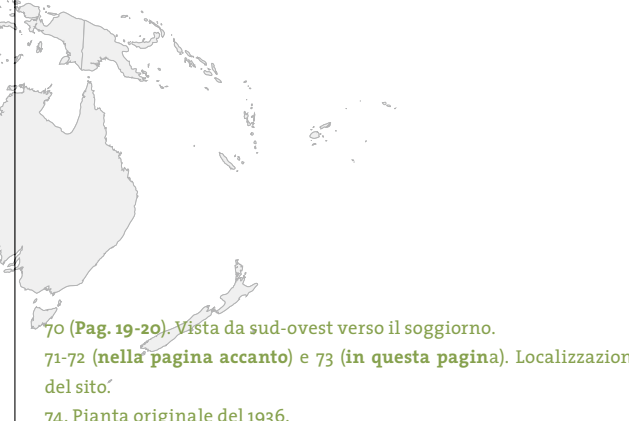 70 (Pag. 19-20). Vista da sud-ovest verso il soggiorno.
71-72 (nella pagina accanto) e 73 (in questa pagina). Localizzazion
del sito.
74. Pianta originale del 1936.